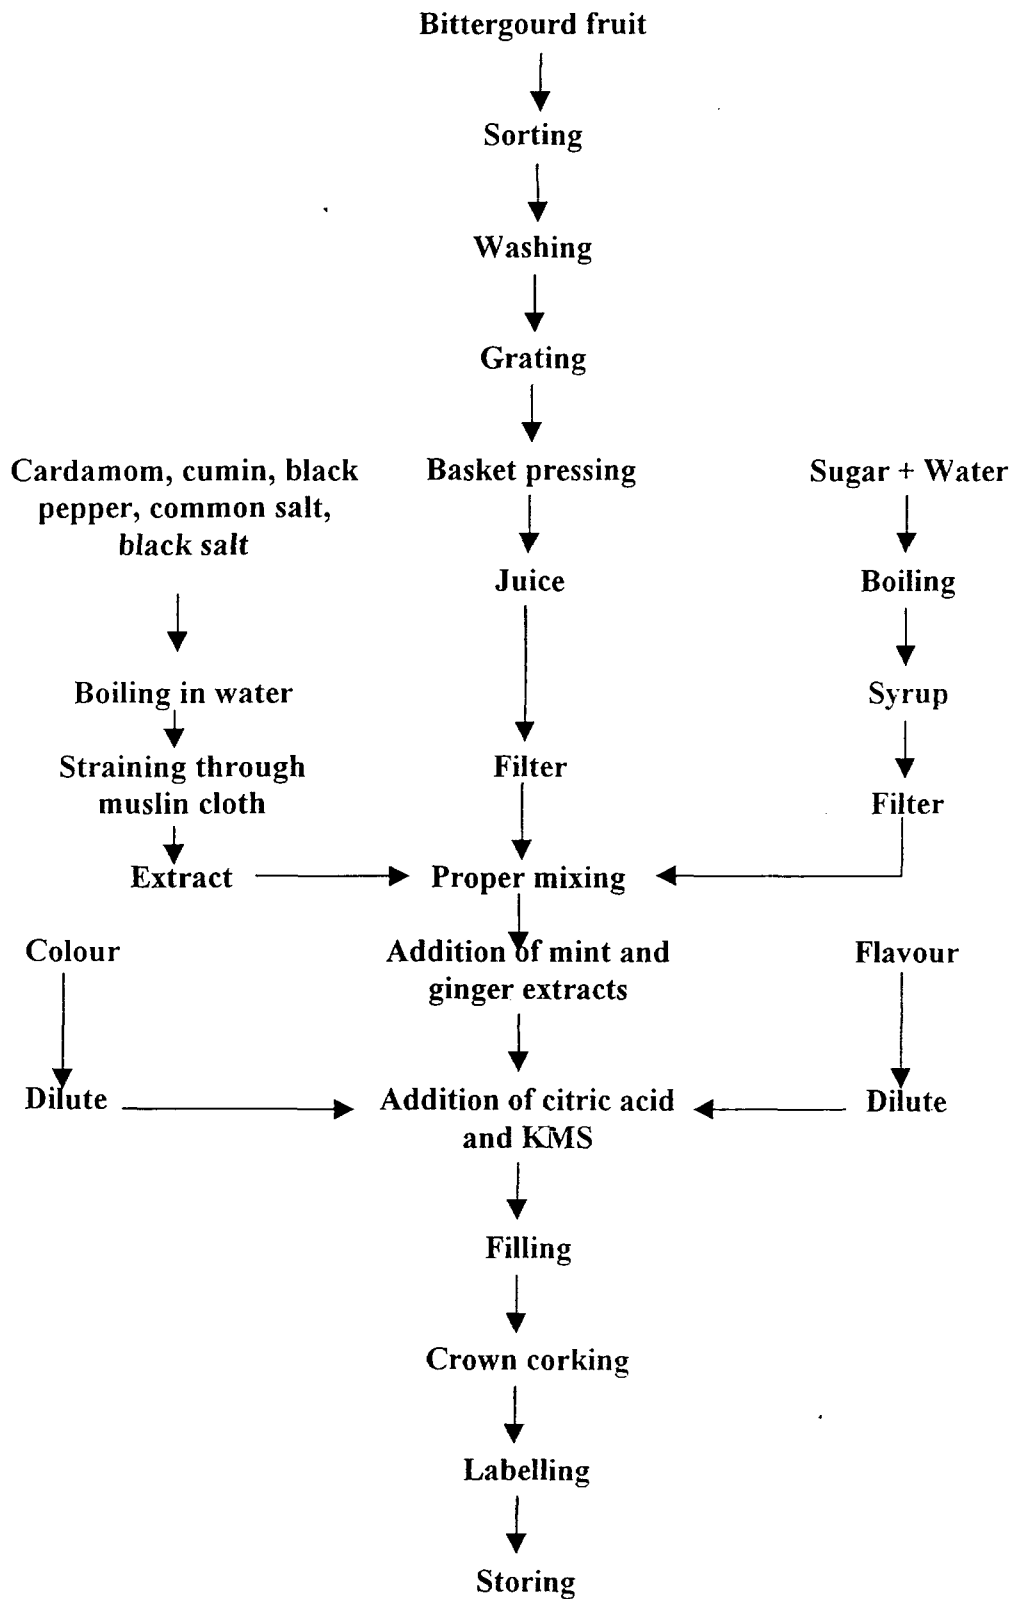 Bittergourd fruit
Sorting
Washing
Grating
Cardamom, cumin, black
pepper, common salt,
black salt
Basket pressing
Sugar + Water
Juice
Boiling
Boiling in water
Syrup
Straining through
muslin cloth
Filter
Filter
Extract
Proper mixing
Colour
Addition of mint and
ginger extracts
Flavour
Dilute
Addition of citric acid
and KMS
Dilute
Filling
Crown corking
Labelling
Storing